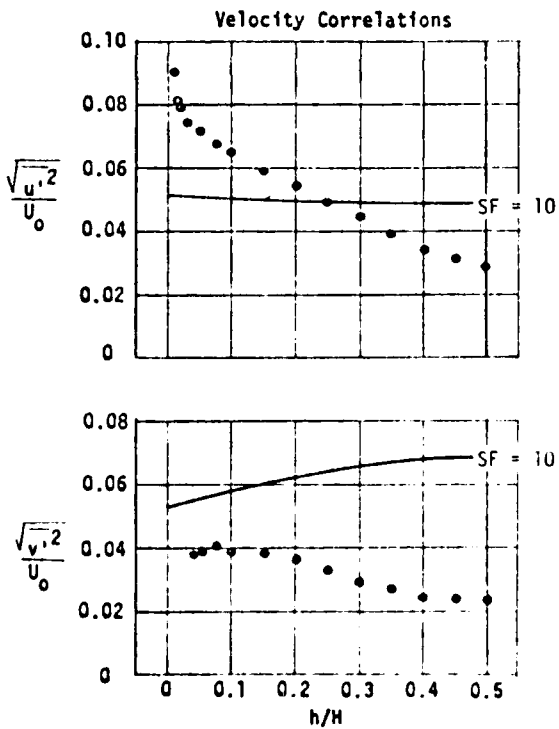 Velocity Correlations
0.10
0.08
0.06
0.04
0.02
0
√u'²
U₀
SF = 10
0.08
0.06
0.04
0.02
0
√v'²
U₀
SF = 10
0 0.1 0.2 0.3 0.4 0.5
h/H